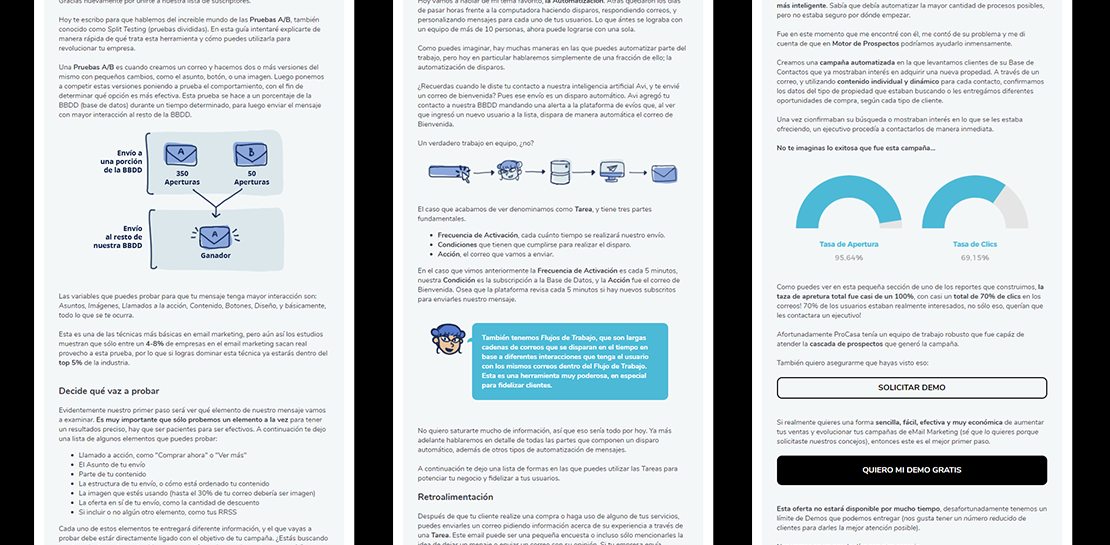 Gracias nuevamente por unirte a nuestra lista de suscriptores.
Hoy te escribo para que hablemos del increíble mundo de las Pruebas A/B, también
conocido como Split Testing (pruebas divididas). En esta guía intentaré explicarte de
manera rápida de qué trata esta herramienta y cómo puedes utilizarla para
revolucionar tu empresa.
Una Pruebas A/B es cuando creamos un correo y hacemos dos o más versiones del
mismo con pequeños cambios, como el asunto, botón, o una imagen. Luego ponemos
a competir estas versiones poniendo a prueba el comportamiento, con el fin de
determinar qué opción es más efectiva. Esta prueba se hace a un porcentaje de la
BBDD (base de datos) durante un tiempo determinado, para luego enviar el mensaje
con mayor interacción al resto de la BBDD.
Envío a
una porción
de la BBDD
A
B
350
Aperturas
50
Aperturas
Envío
al resto de
nuestra BBDD
A
Ganador
Las variables que puedes probar para que tu mensaje tenga mayor interacción son:
Asuntos, Imágenes, Llamados a la acción, Contenido, Botones, Diseño, y básicamente,
todo lo que se te ocurra.
Esta es una de las técnicas más básicas en email marketing, pero aún así los estudios
muestran que sólo entre un 4-8% de empresas en el email marketing sacan real
provecho a esta prueba, por lo que si logras dominar esta técnica ya estarás dentro del
top 5% de la industria.
Decide qué vaz a probar
Evidentemente nuestro primer paso será ver qué elemento de nuestro mensaje vamos
a examinar. Es muy importante que sólo probemos un elemento a la vez para tener
un resultados preciso, hay que ser pacientes para ser efectivos. A continuación te dejo
una lista de algunos elementos que puedes probar:
• Llamado a acción, como "Comprar ahora" o "Ver más"
• El Asunto de tu envío
• Parte de tu contenido
• La estructura de tu envío, o cómo está ordenado tu contenido
• La imagen que estés usando (hasta el 30% de tu correo debería ser imagen)
• La oferta en sí de tu envío, como la cantidad de descuento
• Si incluir o no algún otro elemento, como tus RRSS
Cada uno de estos elementos te entregará diferente información, y el que vayas a
probar debe estar directamente ligado con el objetivo de tu campaña. ¿Estás buscando
Hoy vamos a hablar de mi tema favorito, la Automatización. Atrás quedaron los días
de pasar horas frente a la computadora haciendo disparos, respondiendo correos, y
personalizando mensajes para cada uno de tus usuarios. Lo que ántes se lograba con
un equipo de más de 10 personas, ahora puede lograrse con una sola.
Como puedes imaginar, hay muchas maneras en las que puedes automatizar parte del
trabajo, pero hoy en particular hablaremos simplemente de una fracción de ello; la
automatización de disparos.
¿Recuerdas cuando le diste tu contacto a nuestra inteligencia artificial Avi, y te envié
un correo de bienvenida? Pues ese envío es un disparo automático. Avi agregó tu
contacto a nuestra BBDD mandando una alerta a la plataforma de evíos que, al ver
que ingresó un nuevo usuario a la lista, dispara de manera automática el correo de
Bienvenida.
Un verdadero trabajo en equipo, ¿no?
El caso que acabamos de ver denominamos como Tarea, y tiene tres partes
fundamentales.
• Frecuencia de Activación, cada cuánto tiempo se realizará nuestro envío.
• Condiciones que tienen que cumplirse para realizar el disparo.
• Acción, el correo que vamos a enviar.
En el caso que vimos anteriormente la Frecuencia de Activación es cada 5 minutos,
nuestra Condición es la subscripción a la Base de Datos, y la Acción fue el correo de
Bienvenida. Osea que la plataforma revisa cada 5 minutos si hay nuevos subscritos
para enviarles nuestro mensaje.
También tenemos Flujos de Trabajo, que son largas
cadenas de correos que se disparan en el tiempo en
base a diferentes interacciones que tenga el usuario
con los mismos correos dentro del Flujo de Trabajo.
Esta es una herramienta muy poderosa, en especial
para fidelizar clientes.
No quiero saturarte mucho de información, así que eso sería todo por hoy. Ya más
adelante hablaremos en detalle de todas las partes que componen un disparo
automático, además de otros tipos de automatización de mensajes.
A continuación te dejo una lista de formas en las que puedes utilizar las Tareas para
potenciar tu negocio y fidelizar a tus usuarios.
Retroalimentación
Después de que tu cliente realize una compra o haga uso de alguno de tus servicios,
puedes enviarles un correo pidiendo información acerca de su experiencia a través de
una Tarea. Este email puede ser una pequeña encuesta o incluso sólo mencionarles la
idea de dejar un mensaje o enviar un correo con su opinión. Si tu empresa envió
más inteligente. Sabía que debía automatizar la mayor cantidad de procesos posibles,
pero no estaba seguro por dónde empezar.
Fue en este momento que me encontré con él, me contó de su problema y me di
cuenta de que en Motor de Prospectos podríamos ayudarlo inmensamente.
Creamos una campaña automatizada en la que levantamos clientes de su Base de
Contactos que ya mostraban interés en adquirir una nueva propedad. A través de un
correo, y utilizando contenido individual y dinámico para cada contacto, confirmamos
los datos del tipo de propiedad que estaban buscando o les entregámos diferentes
oportunidades de compra, según cada tipo de cliente.
Una vez cionfirmaban su búsqueda o mostraban interés en lo que se les estaba
ofreciendo, un ejecutivo procedía a contactarlos de manera inmediata.
No te imaginas lo exitosa que fue esta campaña...
Tasa de Apertura
95,64%
Tasa de Clics
69,15%
Como puedes ver en esta pequeña sección de uno de los reportes que construimos, la
taza de apretura total fue casi de un 100%, con casi un total de 70% de clics en los
correos! 70% de los usuarios estaban realmente interesados, no sólo eso, querían que
les contactara un ejecutivo!
Afortunadamente ProCasa tenía un equipo de trabajo robusto que fue capáz de
atender la cascada de prospectos que generó la campaña.
También quiero asegurarme que hayas visto eso:
SOLICITAR DEMO
Si realmente quieres una forma sencilla, fácil, efectiva y muy económica de aumentar
tus ventas y evolucionar tus campañas de eMail Marketing (sé que lo quieres porque
solicitaste nuestros concejos), entonces este es el mejor primer paso.
QUIERO MI DEMO GRATIS
Esta oferta no estará disponible por mucho tiempo, desafortunadamente tenemos un
límite de Demos que podemos entregar (nos gusta tener un número reducido de
clientes para darles la mejor atención posible).